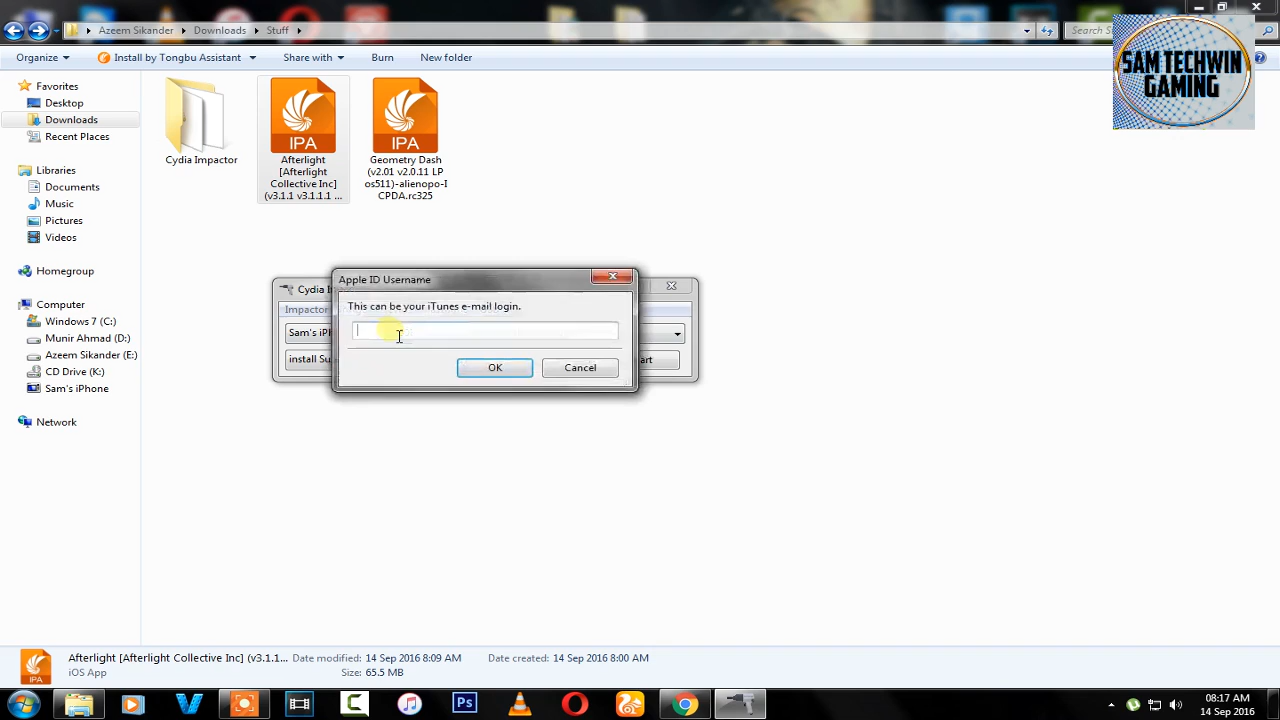 Azeem Sikander
Downloads
Stuff
Organize
Install by Tongbu Assistant
Share with
Burn
New folder
SAM TECHWIN
GAMING
Favorites
Desktop
Downloads
Recent Places
Libraries
Documents
Music
Pictures
Videos
Homegroup
Computer
Windows 7 (C:)
Munir Ahmad (D:)
Azeem Sikander (E:)
CD Drive (K:)
Sam's iPhone
Network
Cydia Impactor
IPA
Afterlight
[Afterlight
Collective Inc]
(v3.1.1 v3.1.1.1 ...
IPA
Geometry Dash
(v2.01 v2.0.11 LP
os511)-alienopo-I
CPDA.rc325
Apple ID Username
This can be your iTunes e-mail login.
OK
Cancel
Cydia
Impactor
Sam's
install
Afterlight [Afterlight Collective Inc] (v3.1.1...
Date modified: 14 Sep 2016 8:09 AM
Date created: 14 Sep 2016 8:00 AM
iOS App
Size: 65.5 MB
Ps
08:17 AM
14 Sep 2016